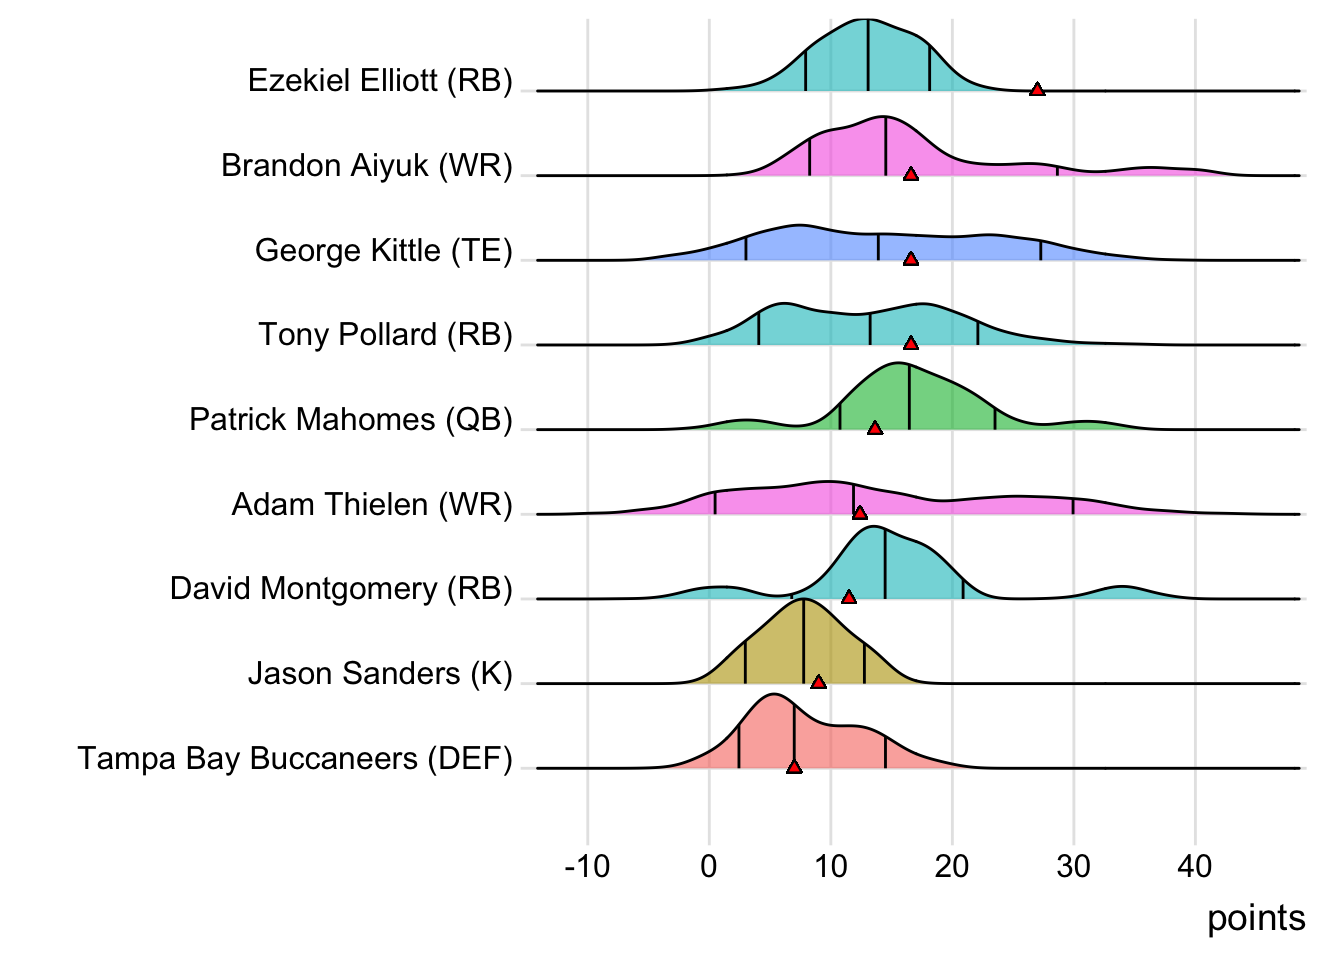 Ezekiel Elliott (RB)
Brandon Aiyuk (WR)
George Kittle (TE)
Tony Pollard (RB)
Patrick Mahomes (QB)
Adam Thielen (WR)
David Montgomery (RB)
Jason Sanders (K)
Tampa Bay Buccaneers (DEF)
-10 0 10 20 30 40
points